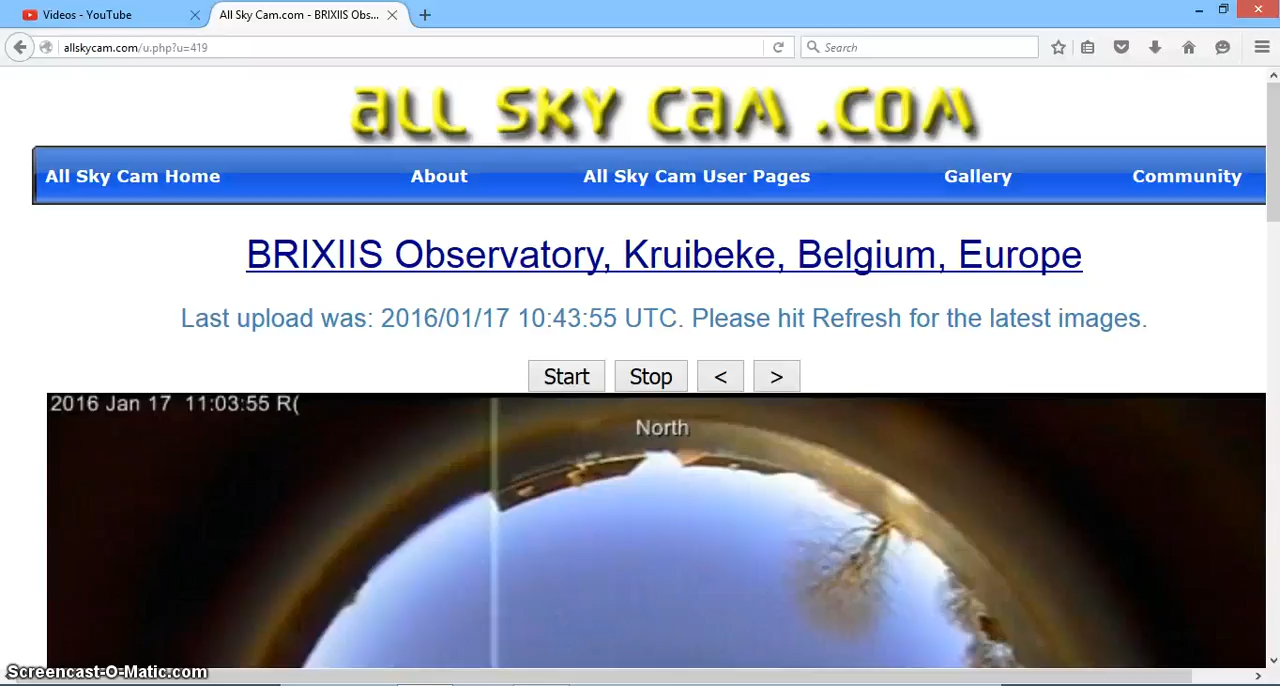 Videos - YouTube
All Sky Cam.com - BRIXIIS Obs...
allskycam.com/u.php?u=419
Search
ALL SKY CAM .COM
All Sky Cam Home About All Sky Cam User Pages Gallery Community
BRIXIIS Observatory, Kruibeke, Belgium, Europe
Last upload was: 2016/01/17 10:43:55 UTC. Please hit Refresh for the latest images.
Start Stop < >
2016 Jan 17 11:03:55 R(
North
Screencast-O-Matic.com